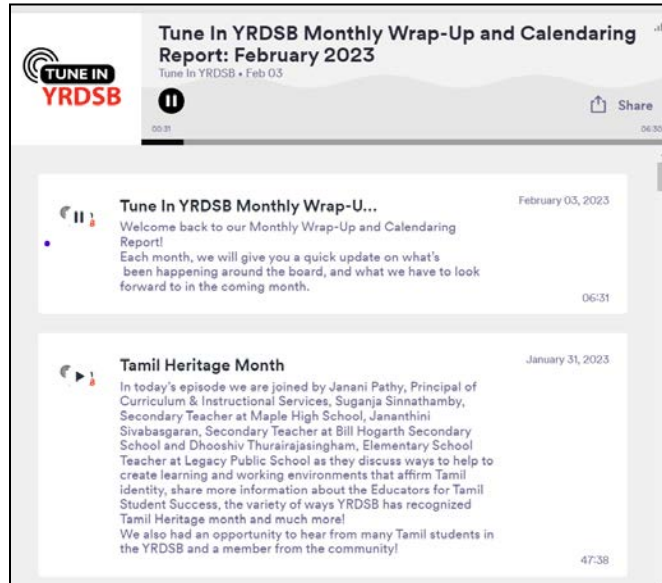 TUNE IN
YRDSB
Tune In YRDSB Monthly Wrap-Up and Calendaring
Report: February 2023
Tune In YRDSB • Feb 03
Share
00:31
06:30
Tune In YRDSB Monthly Wrap-U...
February 03, 2023
Welcome back to our Monthly Wrap-Up and Calendaring
Report!
Each month, we will give you a quick update on what's
been happening around the board, and what we have to look
forward to in the coming month.
06:31
Tamil Heritage Month
January 31, 2023
In today's episode we are joined by Janani Pathy, Principal of
Curriculum & Instructional Services, Suganja Sinnathamby,
Secondary Teacher at Maple High School, Jananthini
Sivabasgaran, Secondary Teacher at Bill Hogarth Secondary
School and Dhooshiv Thurairajasingham, Elementary School
Teacher at Legacy Public School as they discuss ways to help to
create learning and working environments that affirm Tamil
identity, share more information about the Educators for Tamil
Student Success, the variety of ways YRDSB has recognized
Tamil Heritage month and much more!
We also had an opportunity to hear from many Tamil students in
the YRDSB and a member from the community!
47:38